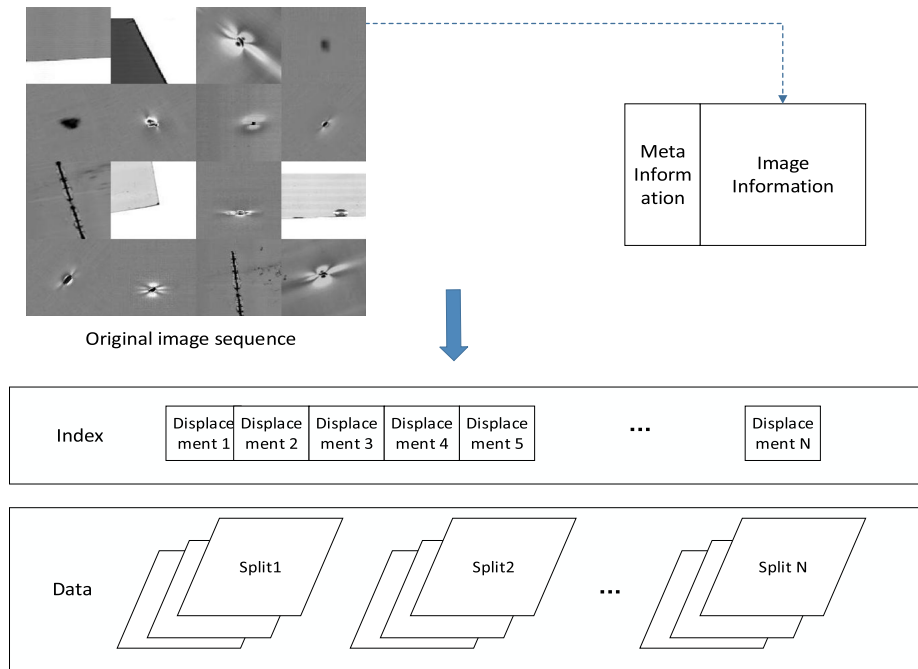 Meta
Inform
ation
Image
Information
Original image sequence
Index
Displace
ment 1
Displace
ment 2
Displace
ment 3
Displace
ment 4
Displace
ment 5
...
Displace
ment N
Data
Split1
Split2
...
Split N